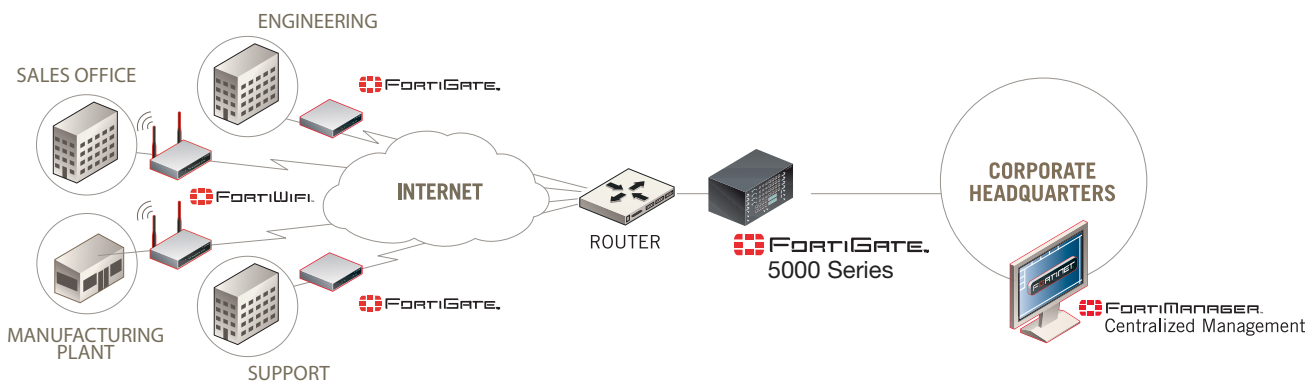 ENGINEERING
SALES OFFICE
FORTIGATE.
FORTIWIFI.
INTERNET
ROUTER
FORTIGATE.
5000 Series
CORPORATE
HEADQUARTERS
FORTINET
FORTIMANAGER.
Centralized Management
FORTIGATE.
MANUFACTURING
PLANT
SUPPORT